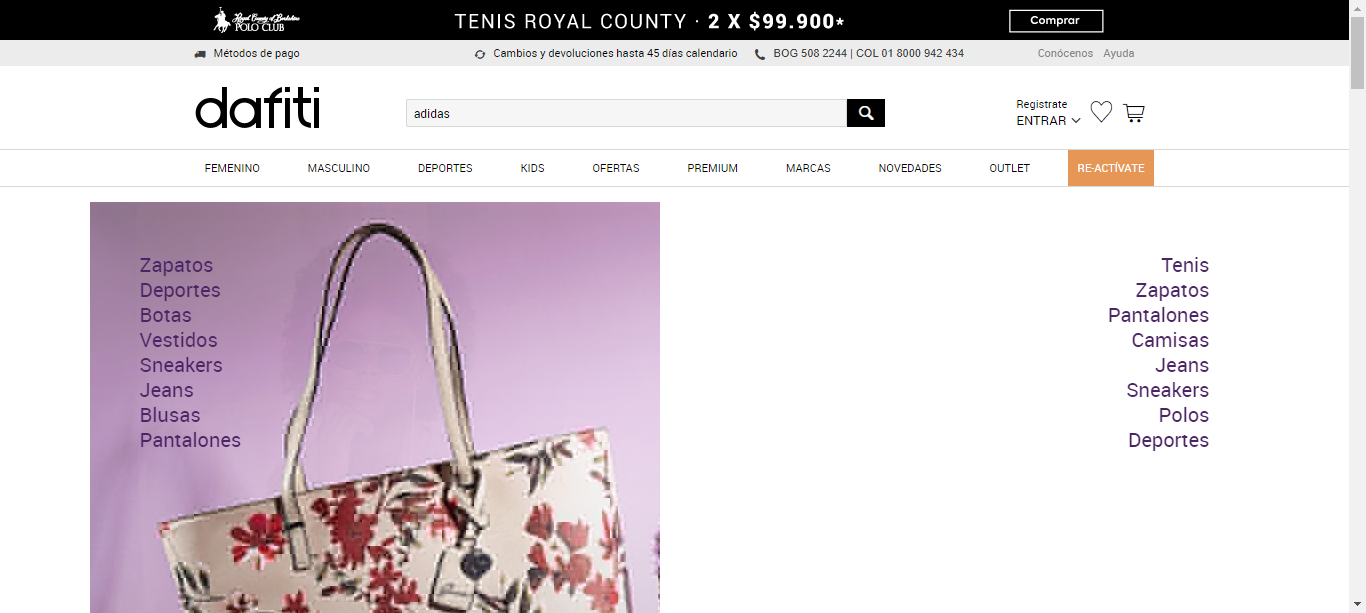 Royal County of Berkshire
POLO CLUB
TENIS ROYAL COUNTY · 2 X $99.900*
Comprar
Métodos de pago
Cambios y devoluciones hasta 45 días calendario
BOG 508 2244 | COL 01 8000 942 434
Conócenos
Ayuda
dafiti
adidas
Registrate
ENTRAR
FEMENINO
MASCULINO
DEPORTES
KIDS
OFERTAS
PREMIUM
MARCAS
NOVEDADES
OUTLET
RE-ACTÍVATE
Zapatos
Deportes
Botas
Vestidos
Sneakers
Jeans
Blusas
Pantalones
Tenis
Zapatos
Pantalones
Camisas
Jeans
Sneakers
Polos
Deportes